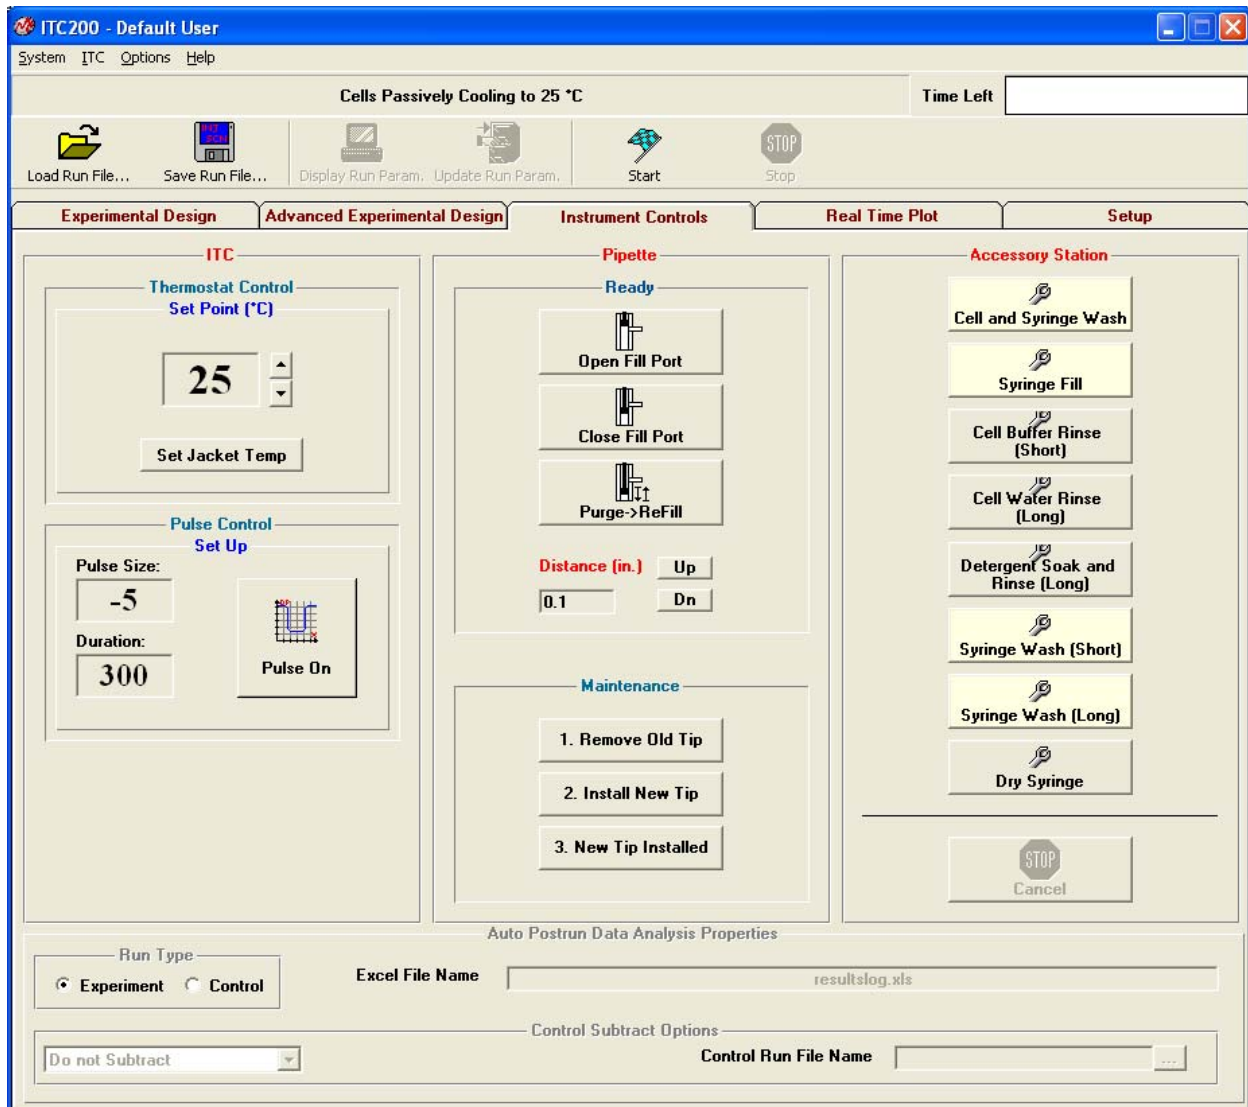 ITC200 - Default User
System ITC Options Help
Cells Passively Cooling to 25 °C
Time Left
Load Run File...
Save Run File...
Display Run Param.
Update Run Param.
Start
STOP
Stop
Experimental Design
Advanced Experimental Design
Instrument Controls
Real Time Plot
Setup
ITC
Thermostat Control
Set Point (°C)
25
Set Jacket Temp
Pulse Control
Set Up
Pulse Size:
-5
Duration:
300
Pulse On
Pipette
Ready
Open Fill Port
Close Fill Port
Purge->ReFill
Distance (in.)
Up
0.1
Dn
Maintenance
1. Remove Old Tip
2. Install New Tip
3. New Tip Installed
Accessory Station
Cell and Syringe Wash
Syringe Fill
Cell Buffer Rinse
(Short)
Cell Water Rinse
(Long)
Detergent Soak and
Rinse (Long)
Syringe Wash (Short)
Syringe Wash (Long)
Dry Syringe
STOP
Cancel
Auto Postrun Data Analysis Properties
Run Type
Experiment
Control
Excel File Name
resultslog.xls
Control Subtract Options
Do not Subtract
Control Run File Name
...